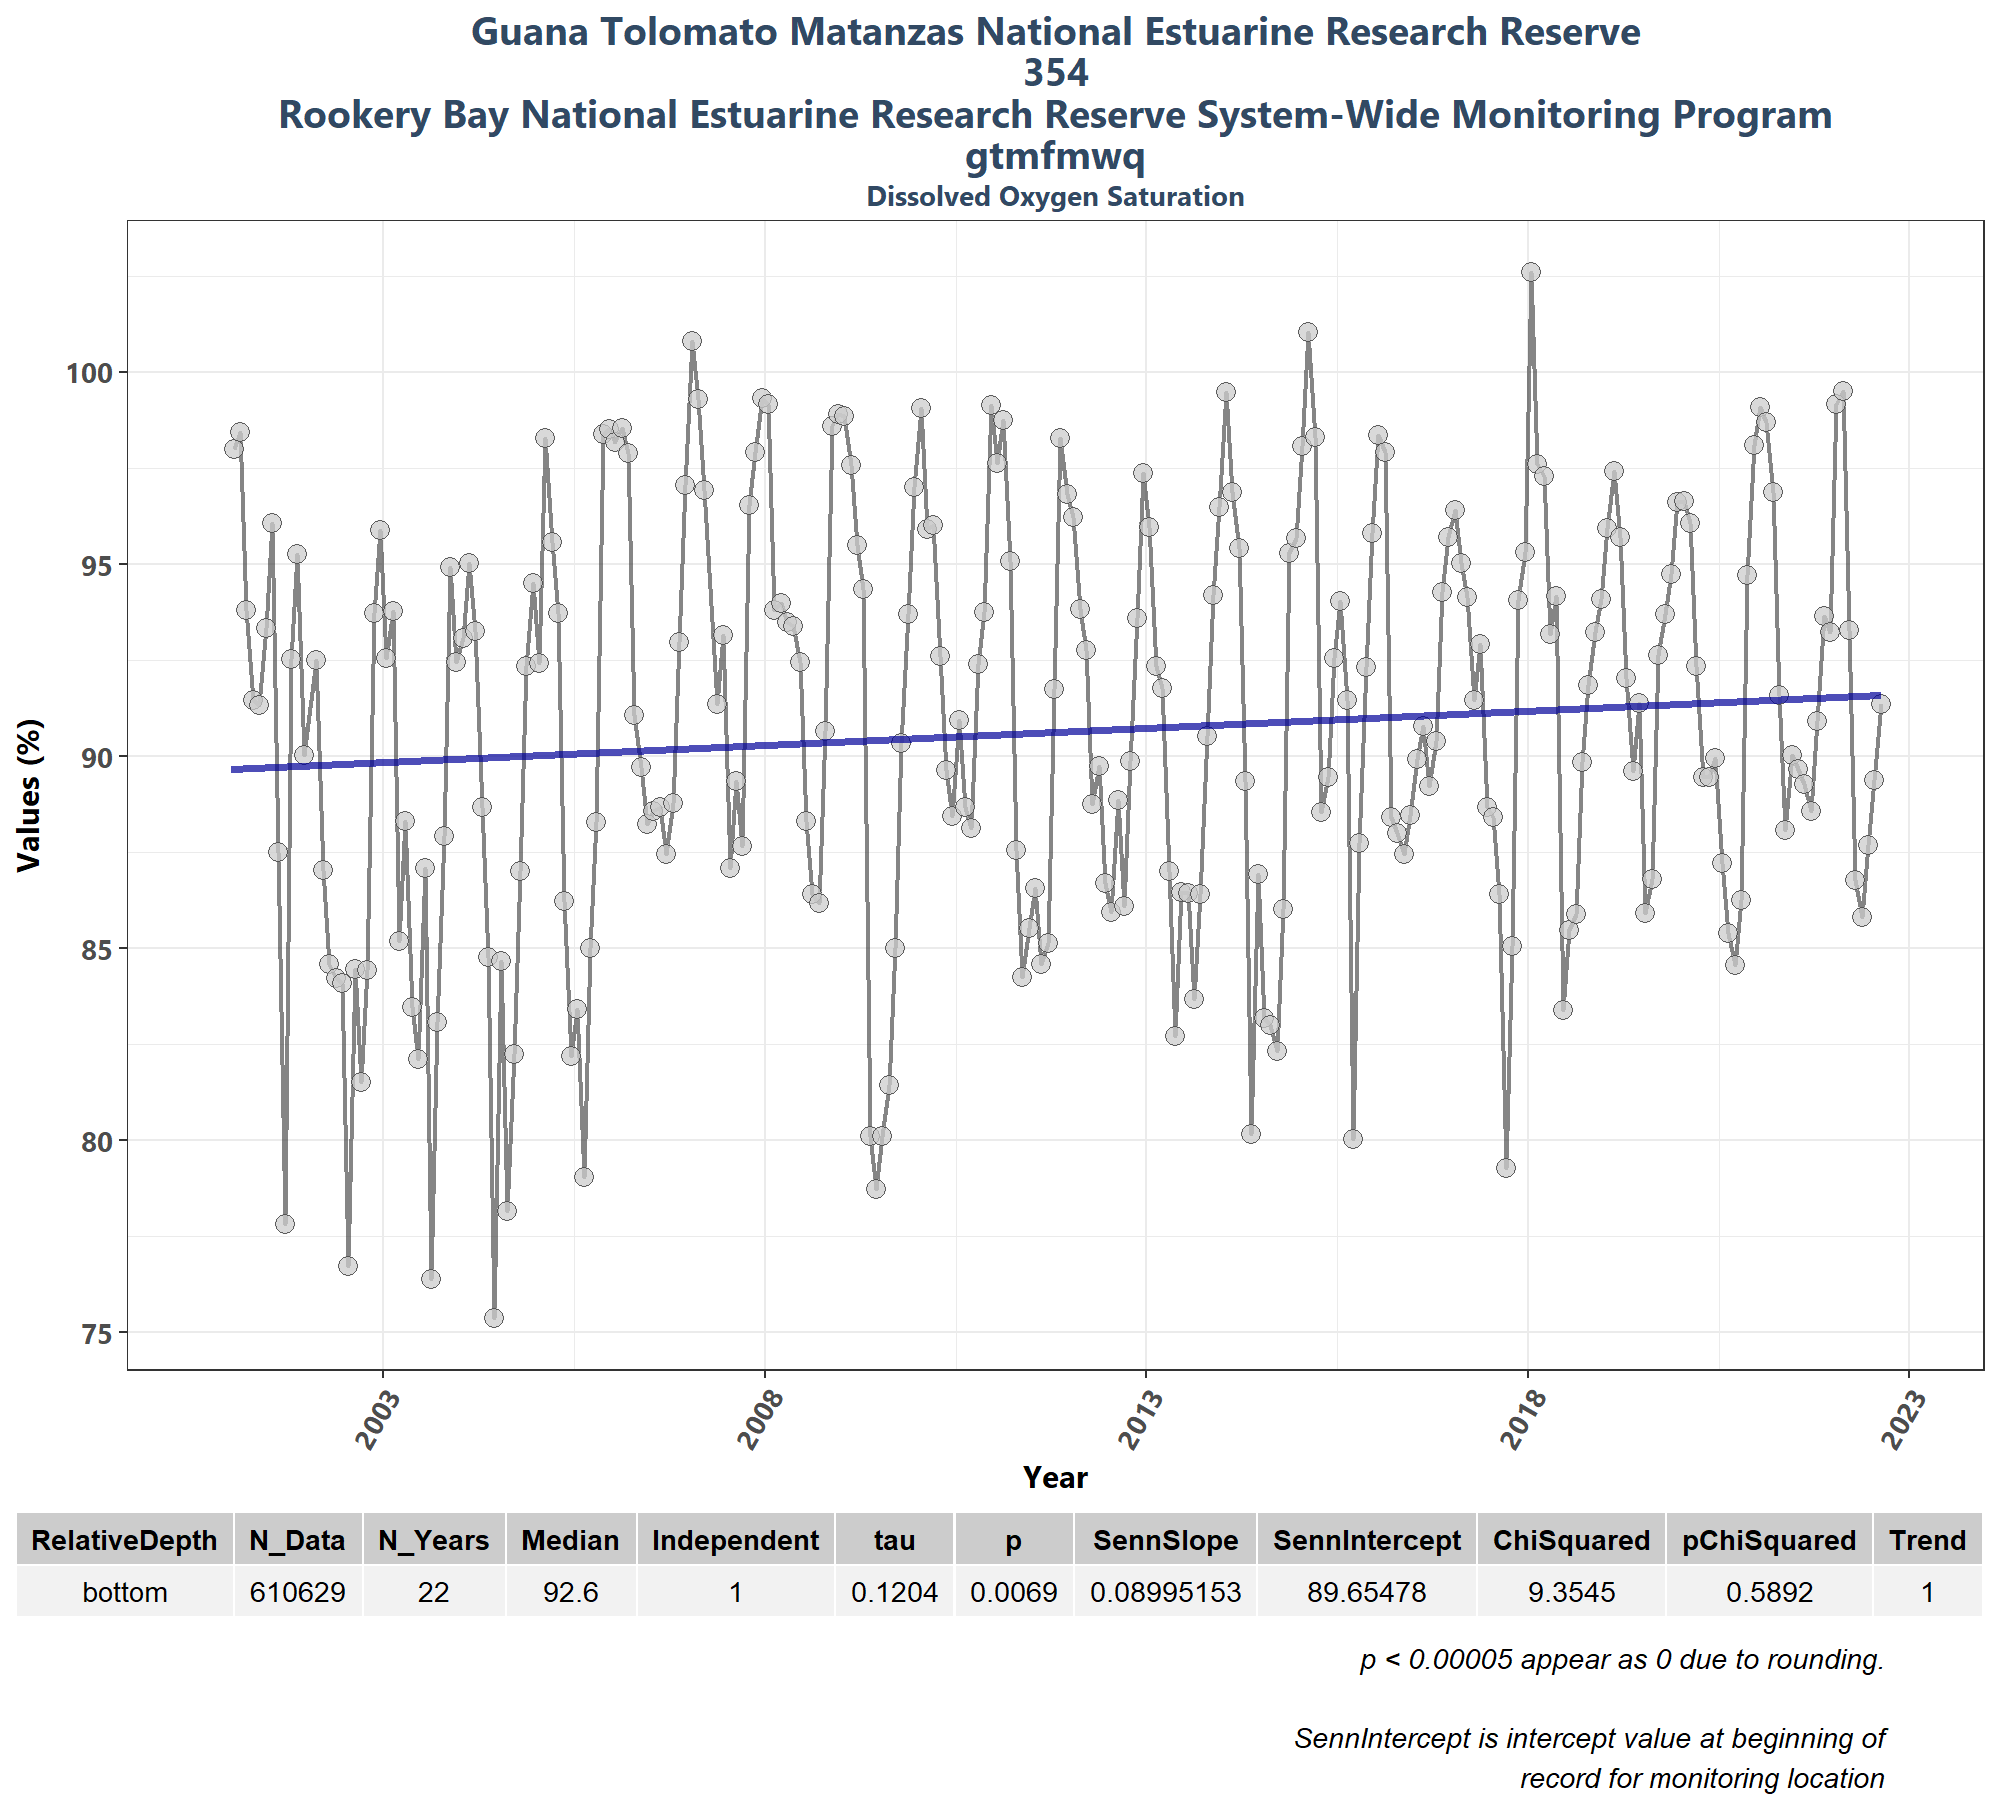 Guana Tolomato Matanzas National Estuarine Research Reserve
354
Rookery Bay National Estuarine Research Reserve System-Wide Monitoring Program
gtmfmwq
Dissolved Oxygen Saturation
Values (%)
100
95
90
85
80
75
2003 2008 2013 2018 2023
Year
RelativeDepth N_Data N_Years Median Independent tau p SennSlope SennIntercept ChiSquared pChiSquared Trend
bottom 610629 22 92.6 1 0.1204 0.0069 0.08995153 89.65478 9.3545 0.5892 1
p < 0.00005 appear as 0 due to rounding.
SennIntercept is intercept value at beginning of
record for monitoring location